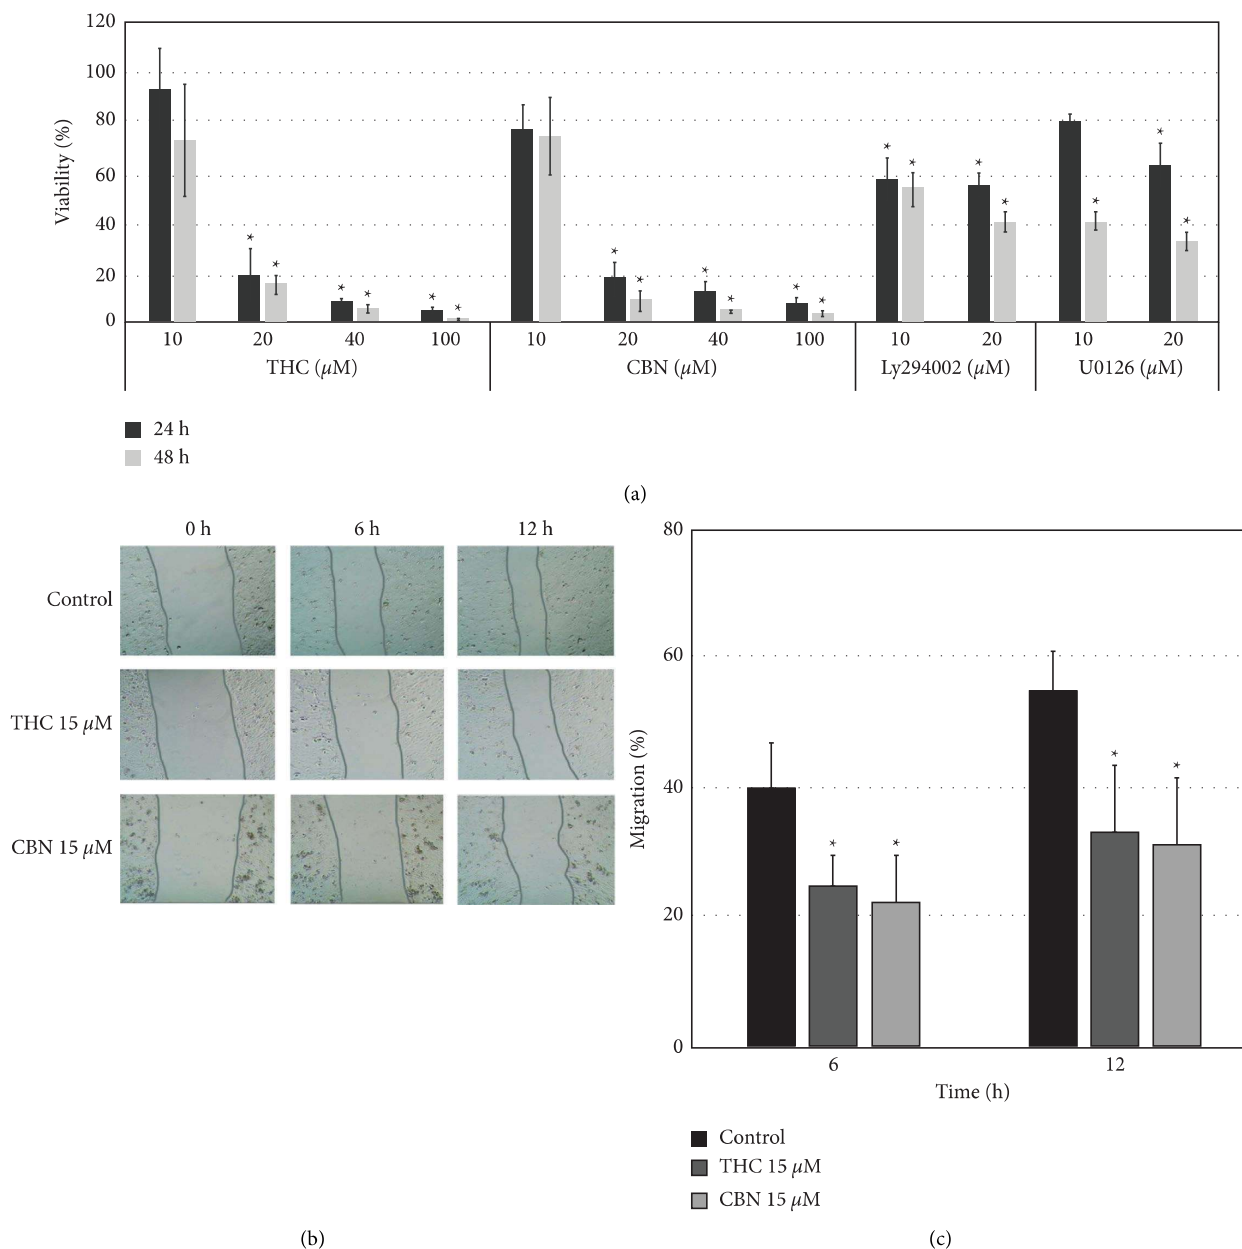 120
100
80
60
40
20
0
Viability (%)
* * * * * * * * * * * * * * * * * *
10 20 40 100 10 20 40 100 10 20 10 20
THC (μM) CBN (μM) Ly294002 (μM) U0126 (μM)
24 h
48 h
(a)
0 h 6 h 12 h
Control
THC 15 μM
CBN 15 μM
(b)
80
60
40
20
0
Migration (%)
* * * *
6 12
Time (h)
Control
THC 15 μM
CBN 15 μM
(c)